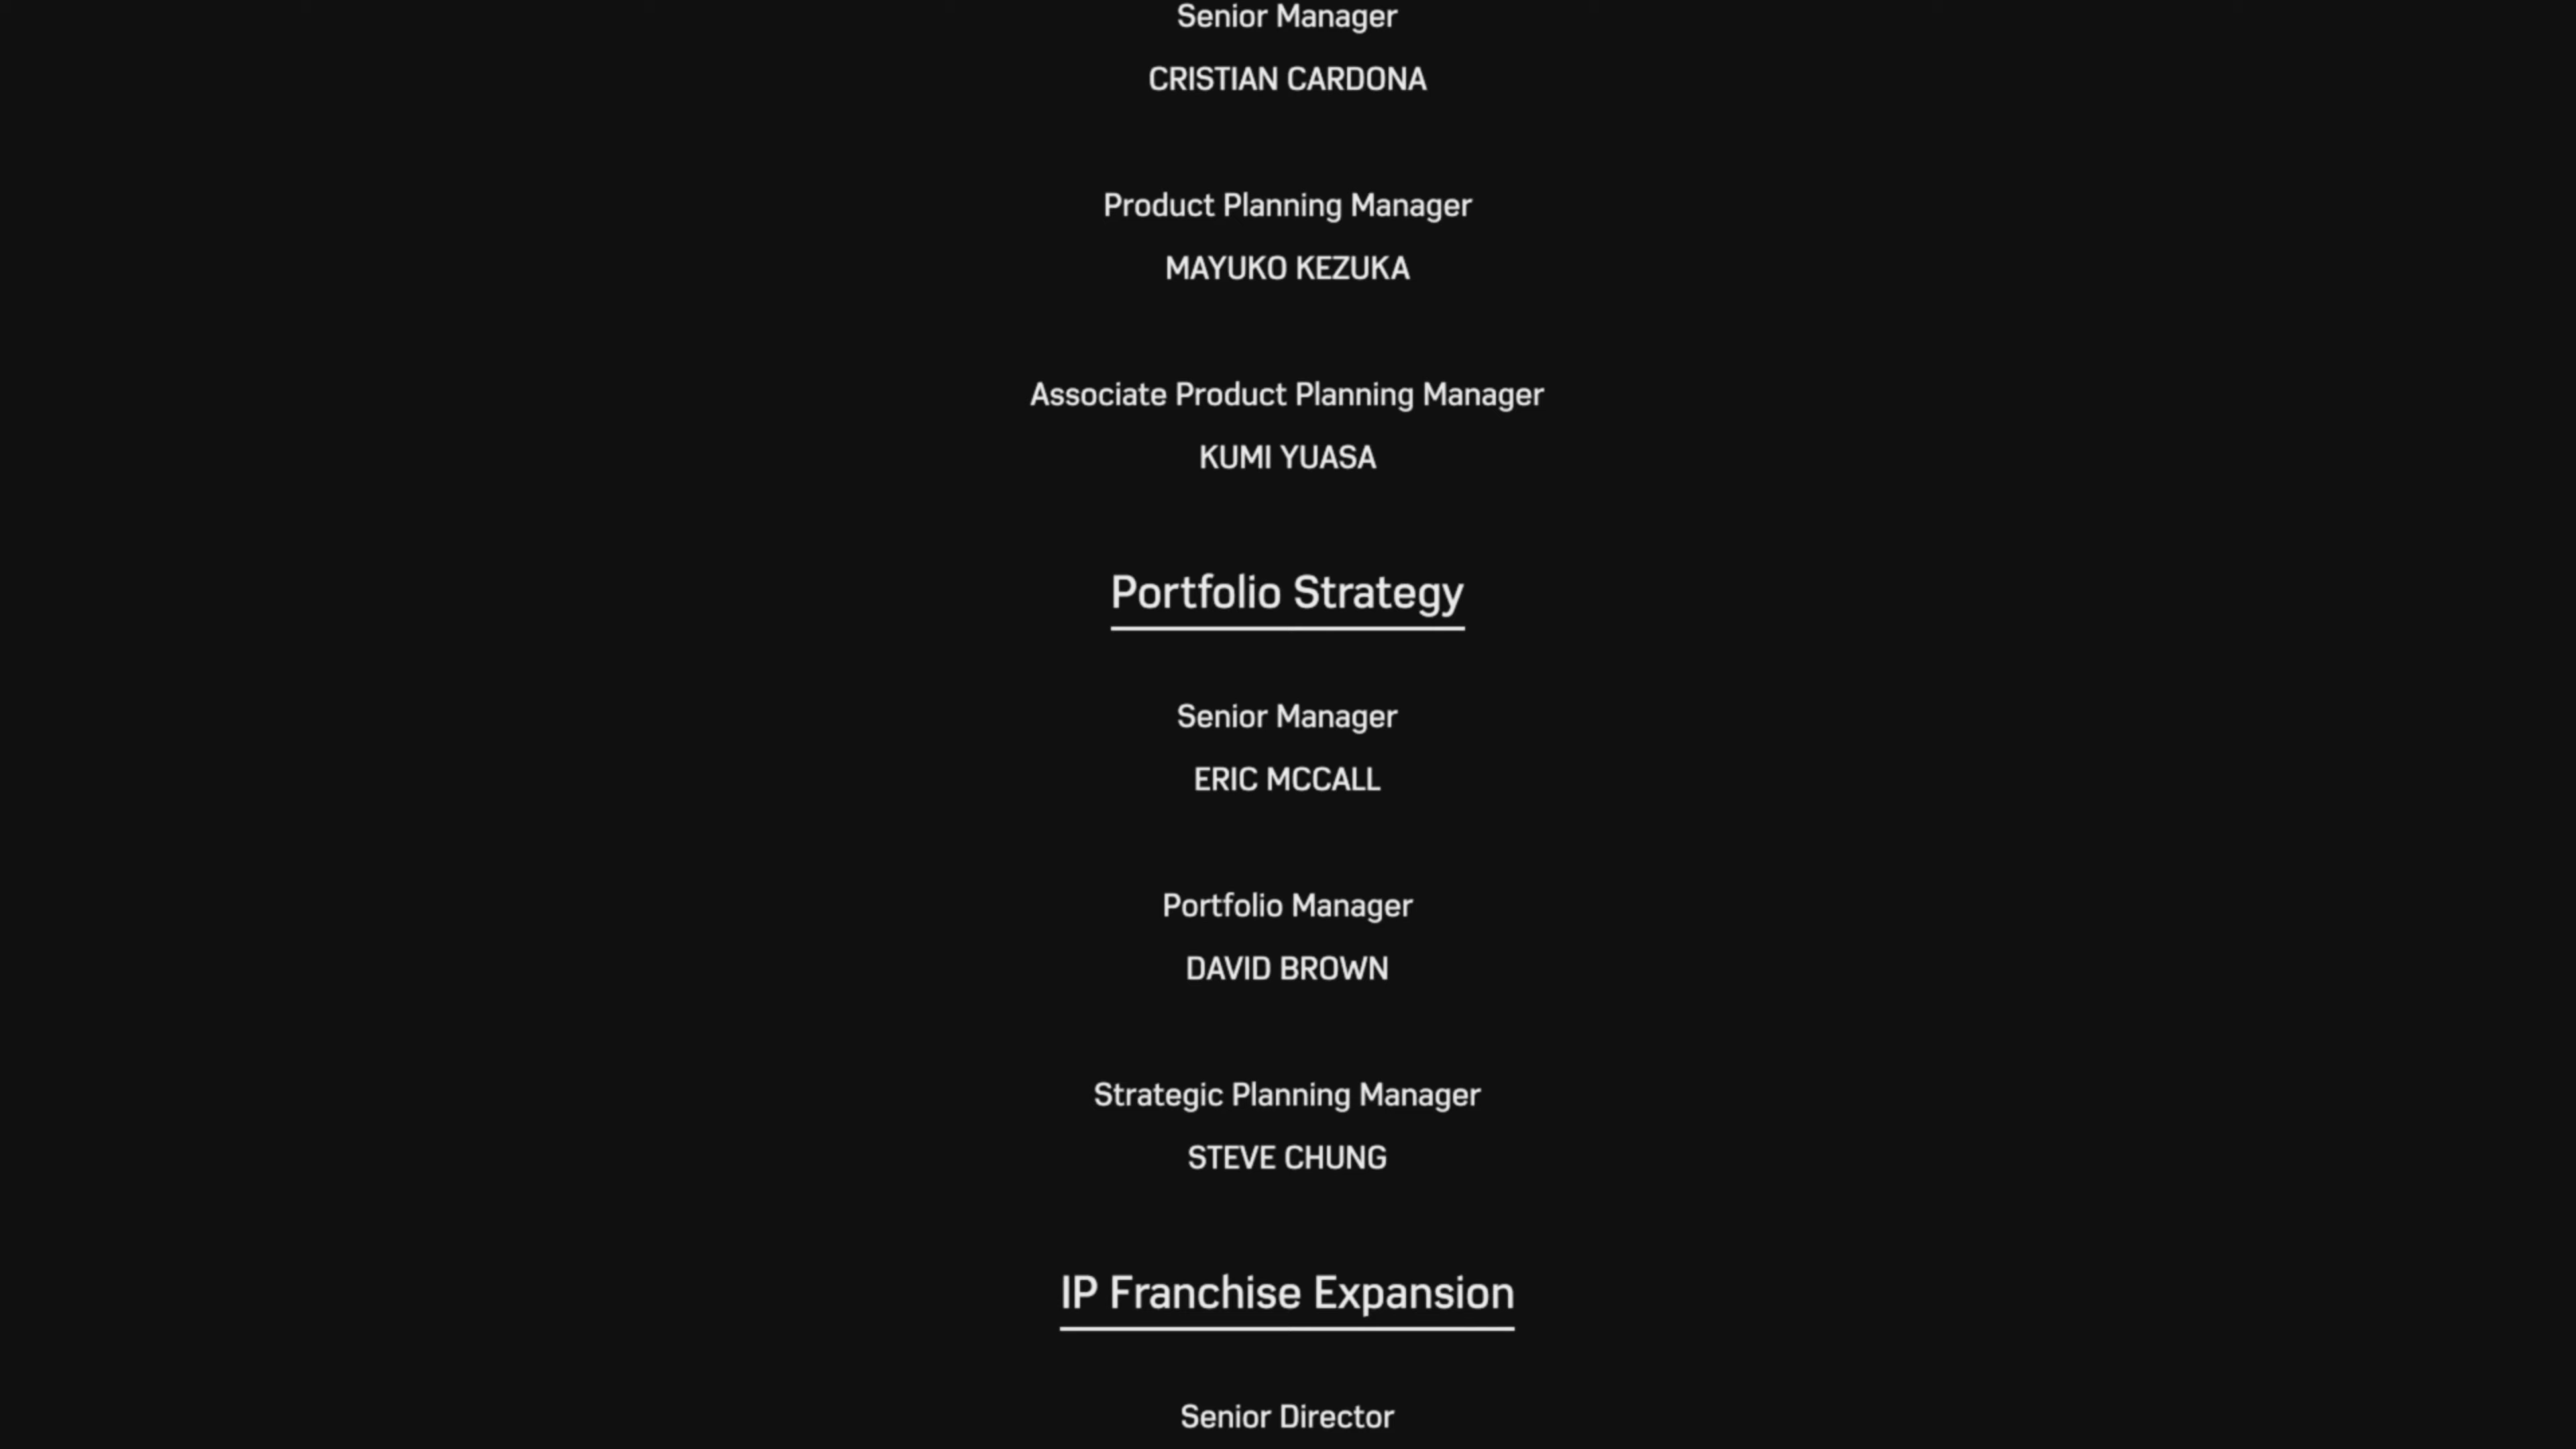 Senior Manager
CRISTIAN CARDONA
Product Planning Manager
MAYUKO KEZUKA
Associate Product Planning Manager
KUMI YUASA
Portfolio Strategy
Senior Manager
ERIC MCCALL
Portfolio Manager
DAVID BROWN
Strategic Planning Manager
STEVE CHUNG
IP Franchise Expansion
Senior Director